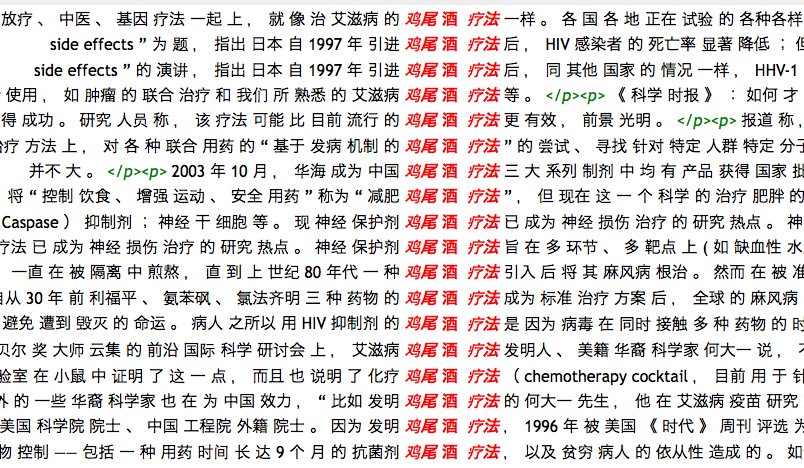 放疗 、 中医 、 基因 疗法 一起 上 ， 就 像 治 艾滋病 的 鸡尾 酒 疗法 一样 。 各 国 各 地 正在 试验 的 各种各样
side effects ” 为 题 ， 指出 日本 自 1997 年 引进 鸡尾 酒 疗法 后 ， HIV 感染者 的 死亡率 显著 降低 ；
side effects ” 的 演讲 ， 指出 日本 自 1997 年 引进 鸡尾 酒 疗法 后 ， 同 其他 国家 的 情况 一样 ， HHV-1
使用 ， 如 肿瘤 的 联合 治疗 和 我们 所 熟悉 的 艾滋病 鸡尾 酒 疗法 等 。 </p><p> 《 科学 时报 》 ： 如何 才
得 成功 。 研究 人员 称 ， 该 疗法 可能 比 目前 流行 的 鸡尾 酒 疗法 更 有效 ， 前景 光明 。 </p><p> 报道 称 ，
疗 方法 上 ， 对 各 种 联合 用药 的 “ 基于 发病 机制 的 鸡尾 酒 疗法 ” 的 尝试 、 寻找 针对 特定 人群 特定 分子
并不 大 。 </p><p> 2003 年 10 月 ， 华海 成为 中国 鸡尾 酒 疗法 三 大 系列 制剂 中 均 有 产品 获得 国家 批
将 “ 控制 饮食 、 增强 运动 、 安全 用药 ” 称为 “ 减肥 鸡尾 酒 疗法 ” ， 但 现在 这 一 个 科学 的 治疗 肥胖 的
Caspase ） 抑制剂 ； 神经 干 细胞 等 。 现 神经 保护剂 鸡尾 酒 疗法 已 成为 神经 损伤 治疗 的 研究 热点 。 神
疗法 已 成为 神经 损伤 治疗 的 研究 热点 。 神经 保护剂 鸡尾 酒 疗法 旨 在 多 环节 、 多 靶点 上 ( 如 缺血性 水
一直 在 被 隔离 中 煎熬 ， 直 到 上 世纪 80 年代 一 种 鸡尾 酒 疗法 引入 后 将 其 麻风病 根治 。 然而 在 被 准
从 30 年 前 利福平 、 氨苯砜 、 氯法齐明 三 种 药物 的 鸡尾 酒 疗法 成为 标准 治疗 方案 后 ， 全球 的 麻风病
避免 遭到 毁灭 的 命运 。 病人 之所以 用 HIV 抑制剂 的 鸡尾 酒 疗法 是 因为 病毒 在 同时 接触 多 种 药物 的 时
贝尔 奖 大师 云集 的 前沿 国际 科学 研讨会 上 ， 艾滋病 鸡尾 酒 疗法 发明人 、 美籍 华裔 科学家 何大一 说 ，
验室 在 小鼠 中 证明 了 这 一 点 ， 而且 也 说明 了 化疗 鸡尾 酒 疗法 （ chemotherapy cocktail ， 目前 用 于 针
外 的 一些 华裔 科学家 也 在 为 中国 效力 ， “ 比如 发明 鸡尾 酒 疗法 的 何大一 先生 ， 他 在 艾滋病 疫苗 研究
美国 科学院 院士 、 中国 工程院 外籍 院士 。 因为 发明 鸡尾 酒 疗法 ， 1996 年 被 美国 《 时代 》 周刊 评选 为
物 控制 —— 包括 一 种 用药 时间 长 达 9 个 月 的 抗菌剂 鸡尾 酒 疗法 ， 以及 贫穷 病人 的 依从性 造成 的 。 如